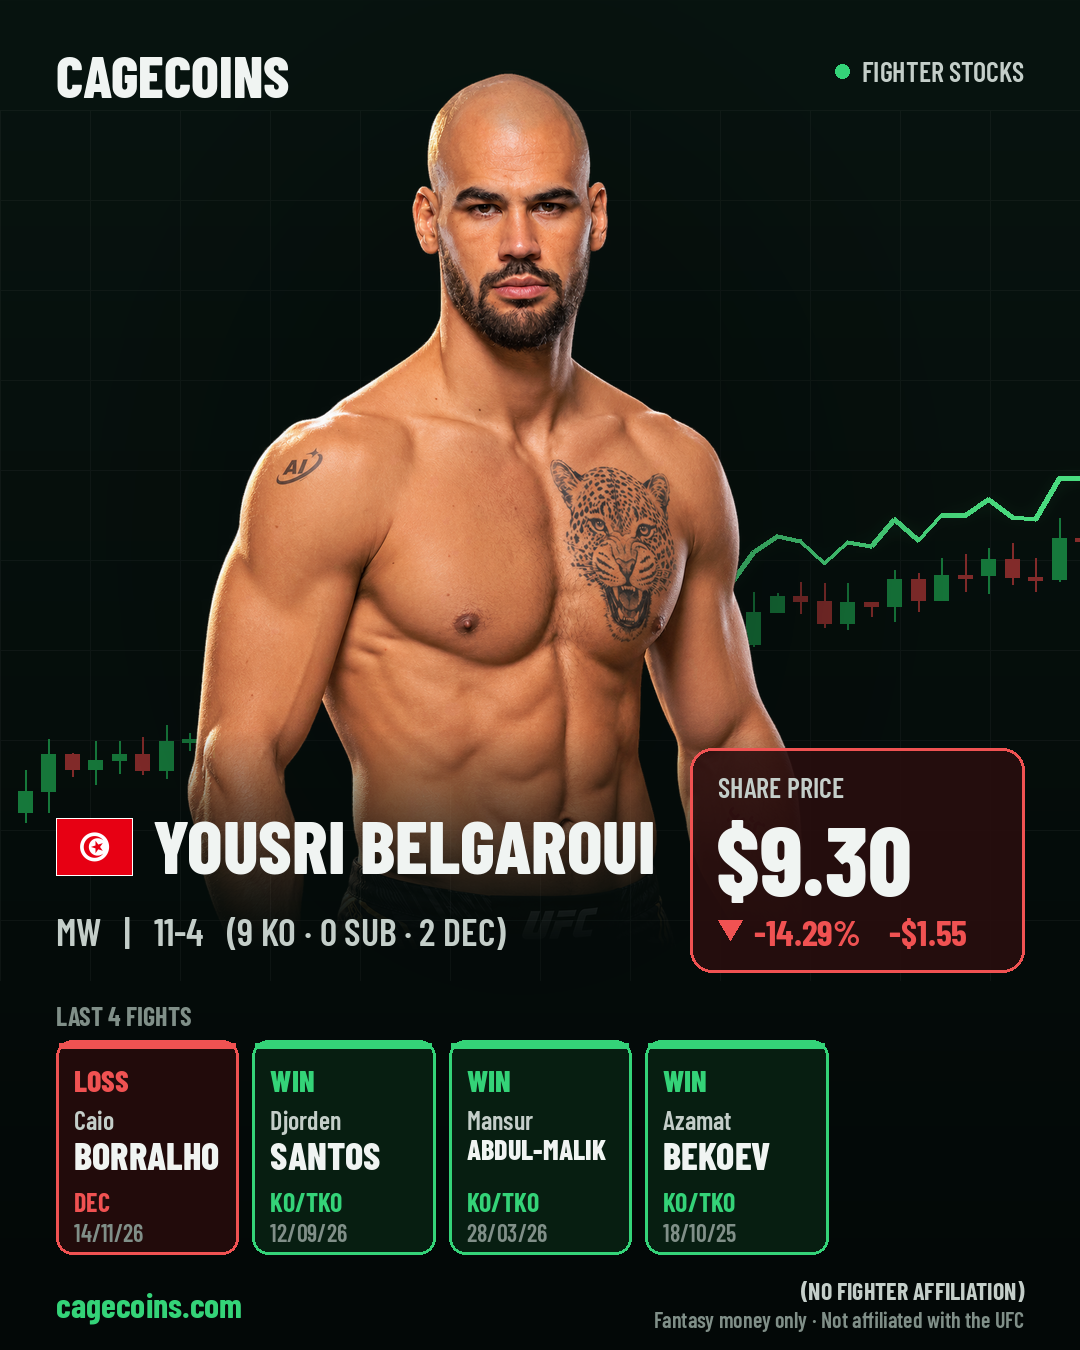 CAGECOINS
FIGHTER STOCKS
AI
SHARE PRICE
$9.30
-14.29% -$1.55
YOUSRI BELGAROUI
MW | 11-4 (9 KO · 0 SUB · 2 DEC)
UFC
LAST 4 FIGHTS
LOSS
Caio
BORRALHO
DEC
14/11/26
WIN
Djorden
SANTOS
KO/TKO
12/09/26
WIN
Mansur
ABDUL-MALIK
KO/TKO
28/03/26
WIN
Azamat
BEKOEV
KO/TKO
18/10/25
cagecoins.com
(NO FIGHTER AFFILIATION)
Fantasy money only · Not affiliated with the UFC